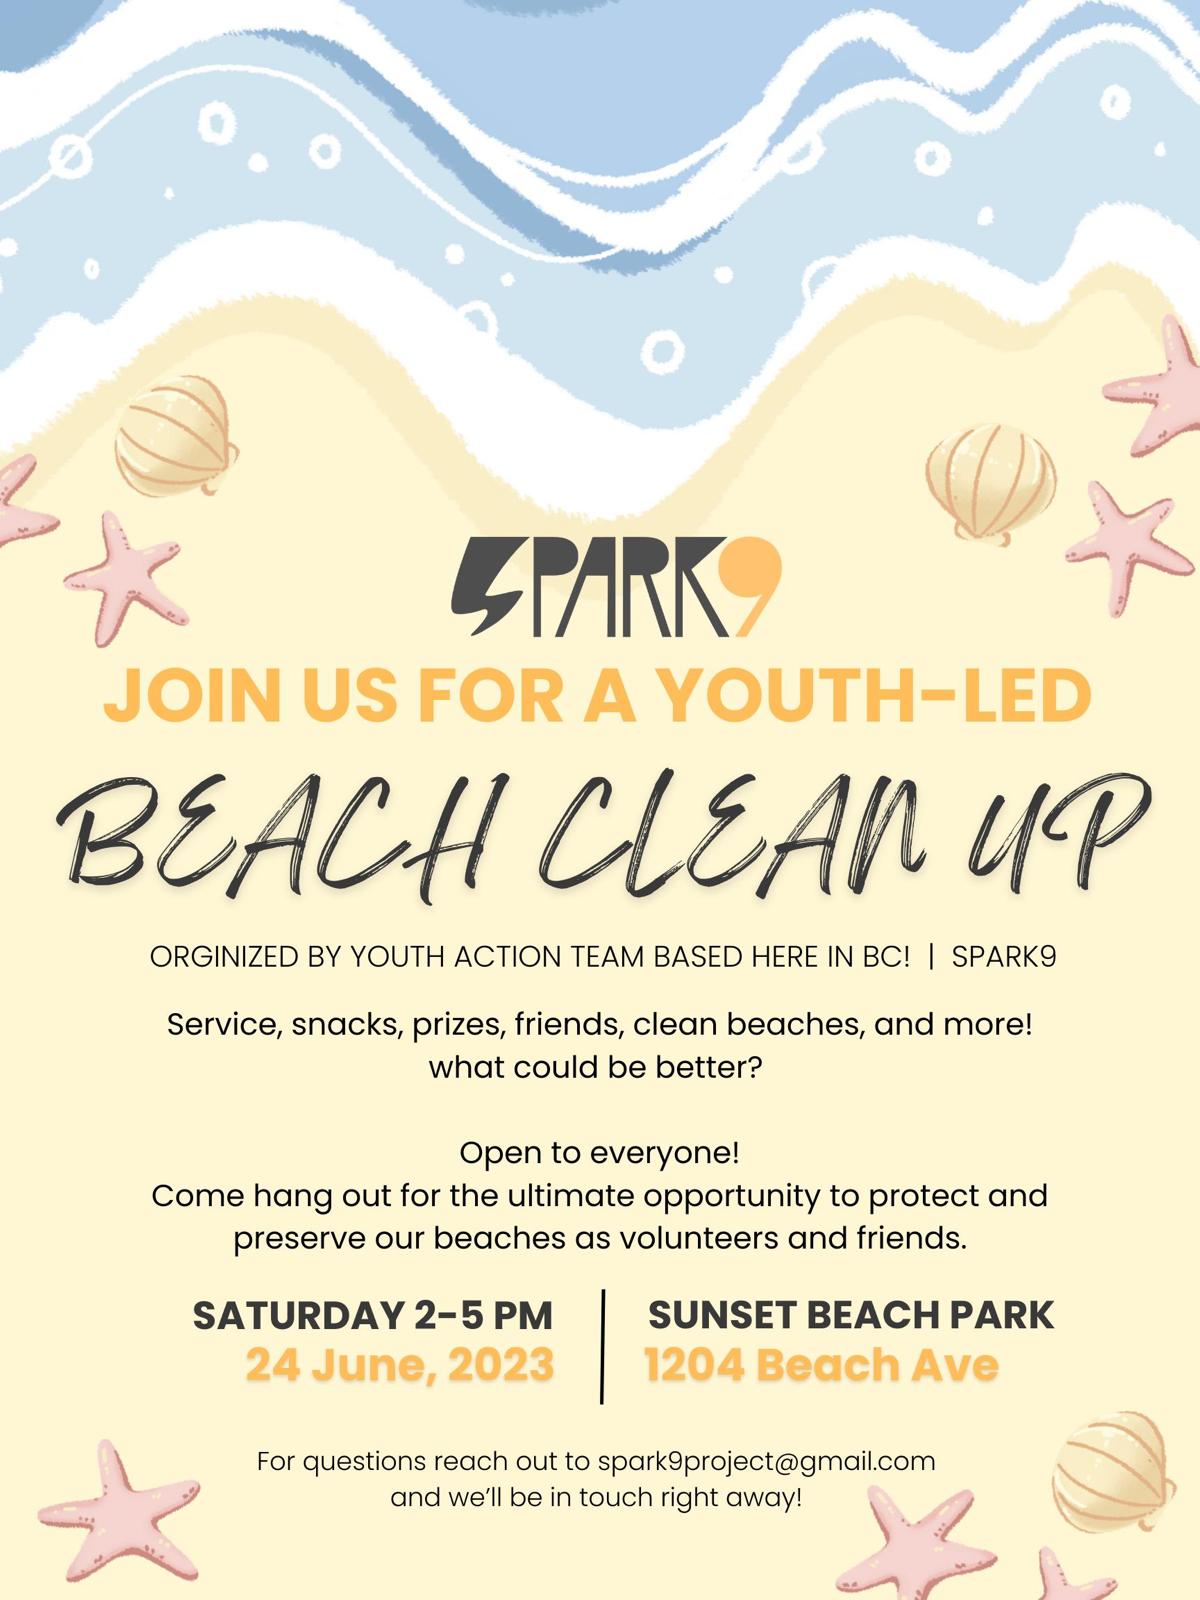 SPARK9
JOIN US FOR A YOUTH-LED
BEACH CLEAN UP
ORGINIZED BY YOUTH ACTION TEAM BASED HERE IN BC! | SPARK9
Service, snacks, prizes, friends, clean beaches, and more!
what could be better?
Open to everyone!
Come hang out for the ultimate opportunity to protect and
preserve our beaches as volunteers and friends.
SATURDAY 2-5 PM
24 June, 2023
SUNSET BEACH PARK
1204 Beach Ave
For questions reach out to spark9project@gmail.com
and we’ll be in touch right away!